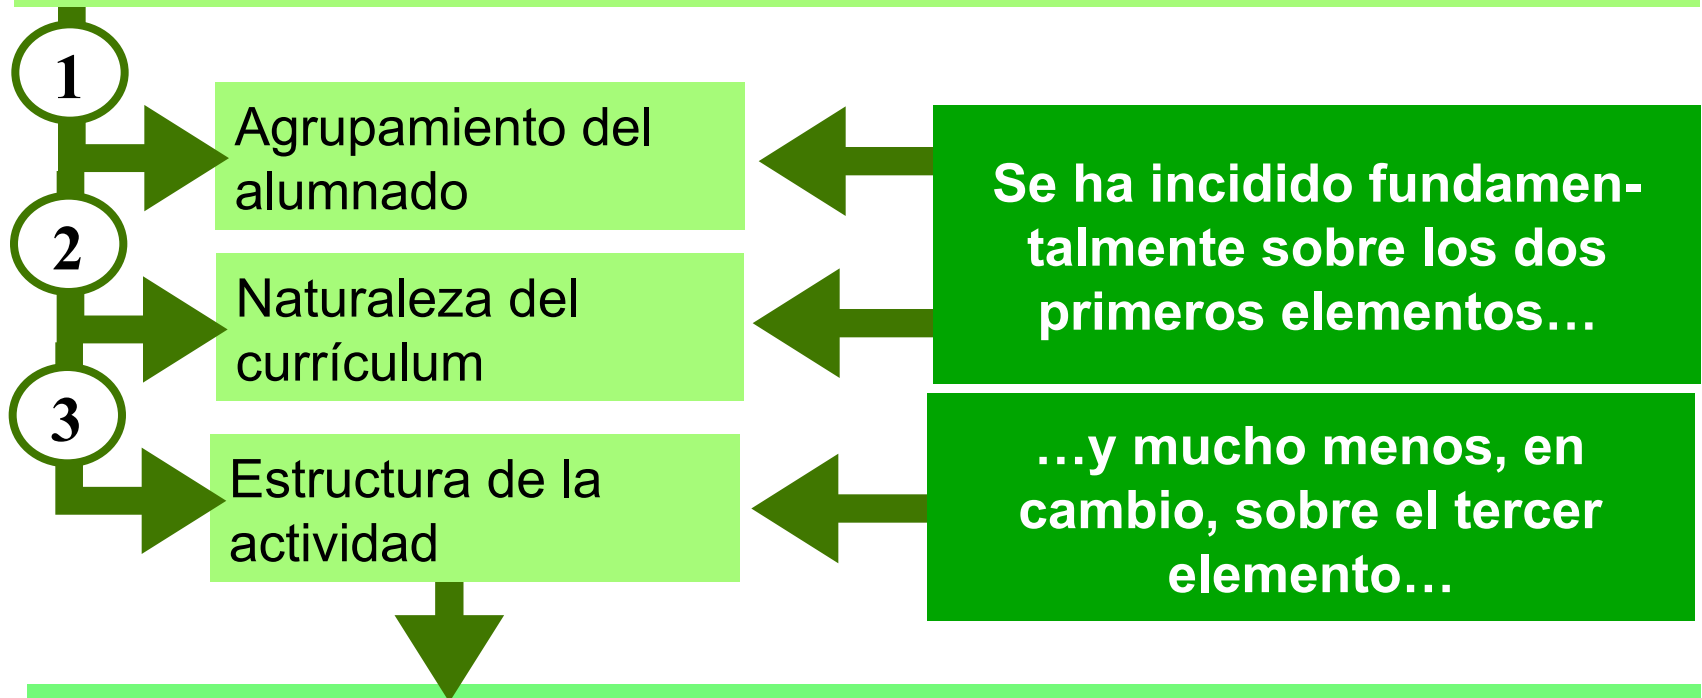 1
Agrupamiento del
alumnado
2
Naturaleza del
currículum
3
Estructura de la
actividad
Se ha incidido fundamen-
talmente sobre los dos
primeros elementos…
…y mucho menos, en
cambio, sobre el tercer
elemento…